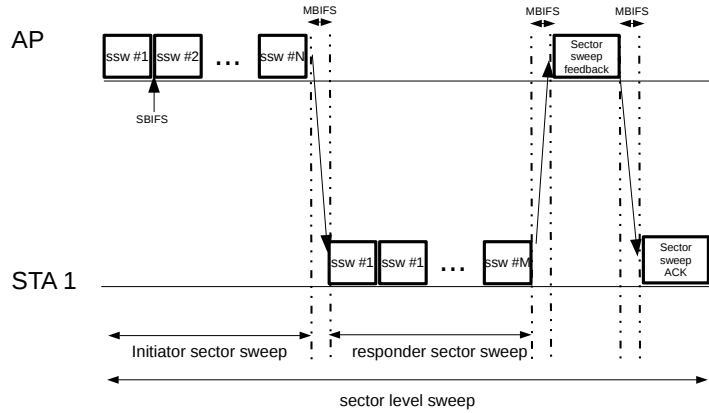 MBIFS MBIFS MBIFS
AP
ssw #1 ssw #2 ... ssw #N
Sector
sweep
feedback
SBIFS
STA 1
ssw #1 ssw #1 ... ssw #M
Sector
sweep
ACK
Initiator sector sweep responder sector sweep
sector level sweep